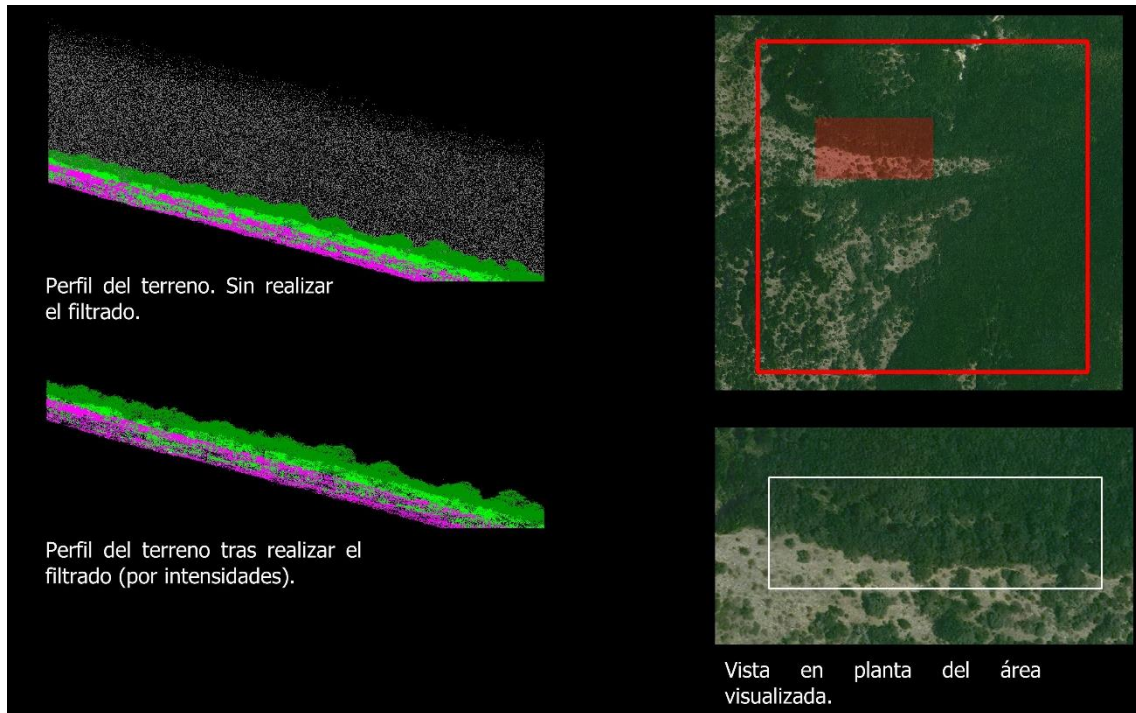 Perfil del terreno. Sin realizar
el filtrado.
Perfil del terreno tras realizar el
filtrado (por intensidades).
Vista en planta del área
visualizada.